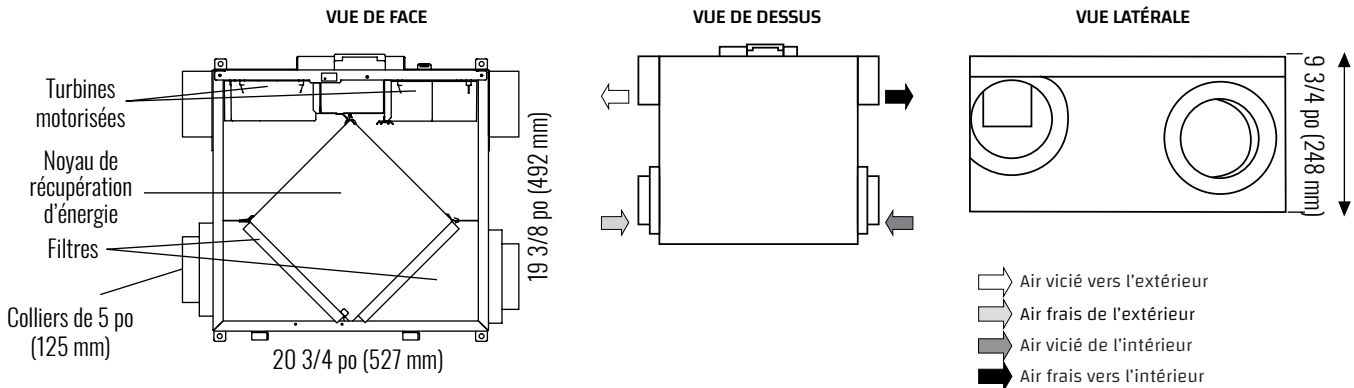 VUE DE FACE
VUE DE DESSUS
VUE LATÉRALE
Turbines
motorisées
Noyau de
récupération
d'énergie
Filtres
Colliers de 5 po
(125 mm)
20 3/4 po (527 mm)
19 3/8 po (492 mm)
9 3/4 po (248 mm)
Air vicié vers l'extérieur
Air frais de l'extérieur
Air vicié de l'intérieur
Air frais vers l'intérieur